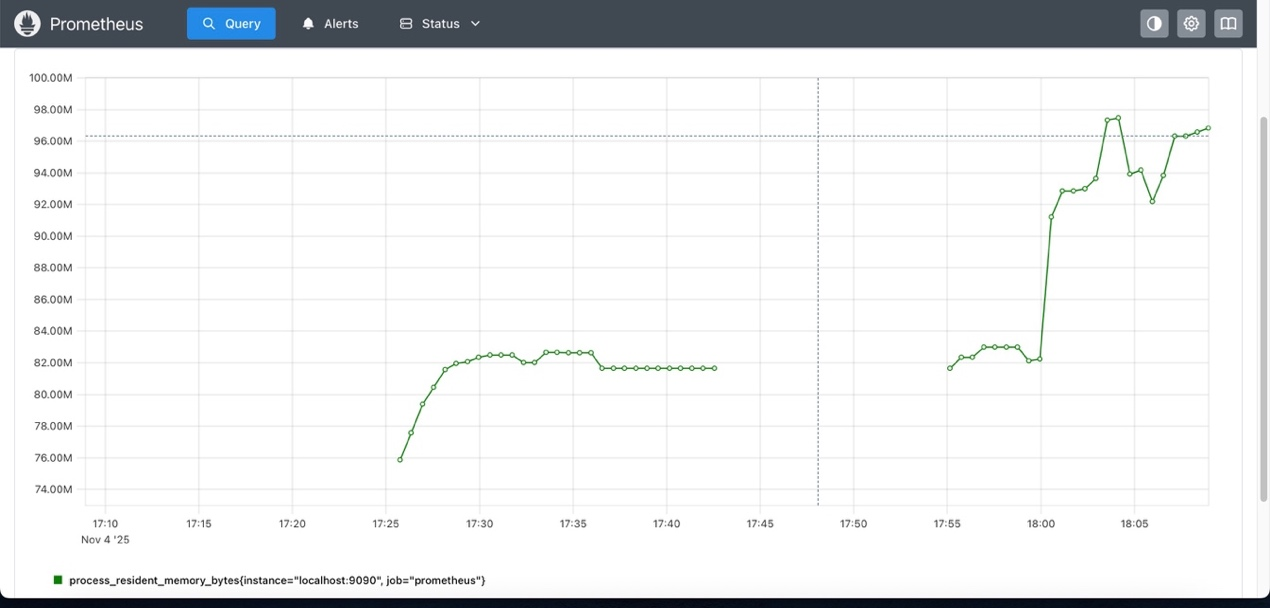 Prometheus Query Alerts Status
100.00M
98.00M
96.00M
94.00M
92.00M
90.00M
88.00M
86.00M
84.00M
82.00M
80.00M
78.00M
76.00M
74.00M
17:10 17:15 17:20 17:25 17:30 17:35 17:40 17:45 17:50 17:55 18:00 18:05
Nov 4 '25
process_resident_memory_bytes{instance="localhost:9090", job="prometheus"}